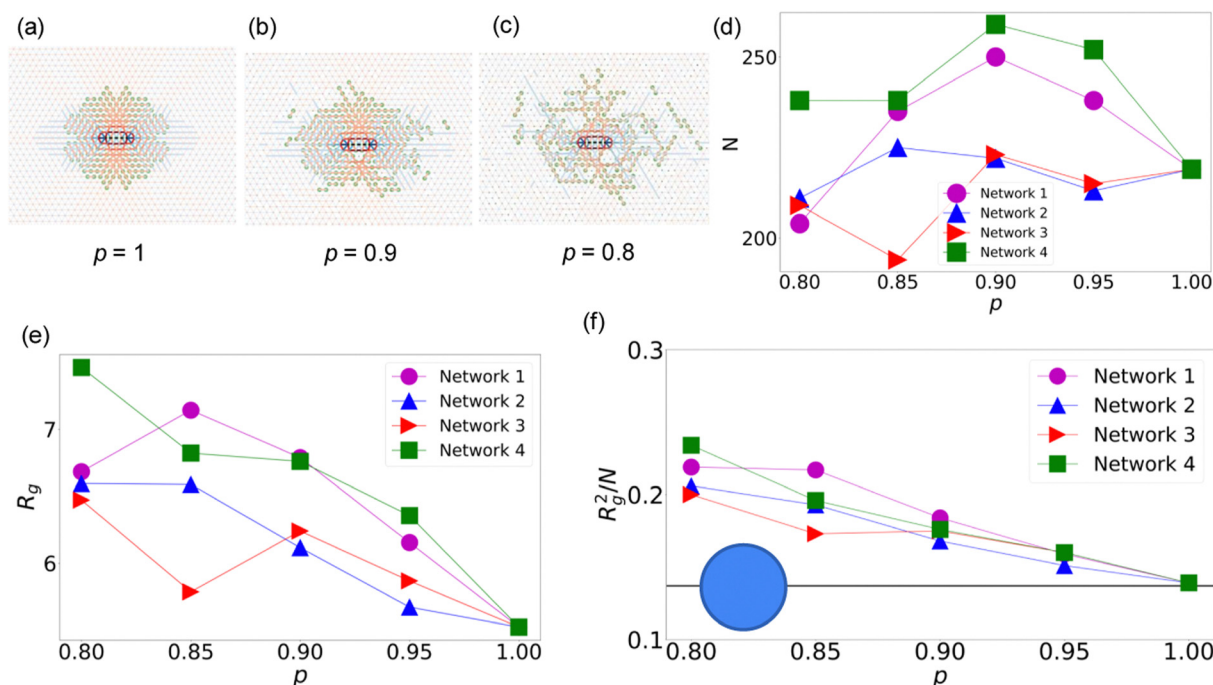 (a)
(b)
(c)
p = 1
p = 0.9
p = 0.8
(d)
250
200
N
0.80 0.85 0.90 0.95 1.00
p
Network 1
Network 2
Network 3
Network 4
(e)
7
6
R_g
0.80 0.85 0.90 0.95 1.00
p
Network 1
Network 2
Network 3
Network 4
(f)
0.3
0.2
0.1
R_g^2/N
0.80 0.85 0.90 0.95 1.00
p
Network 1
Network 2
Network 3
Network 4